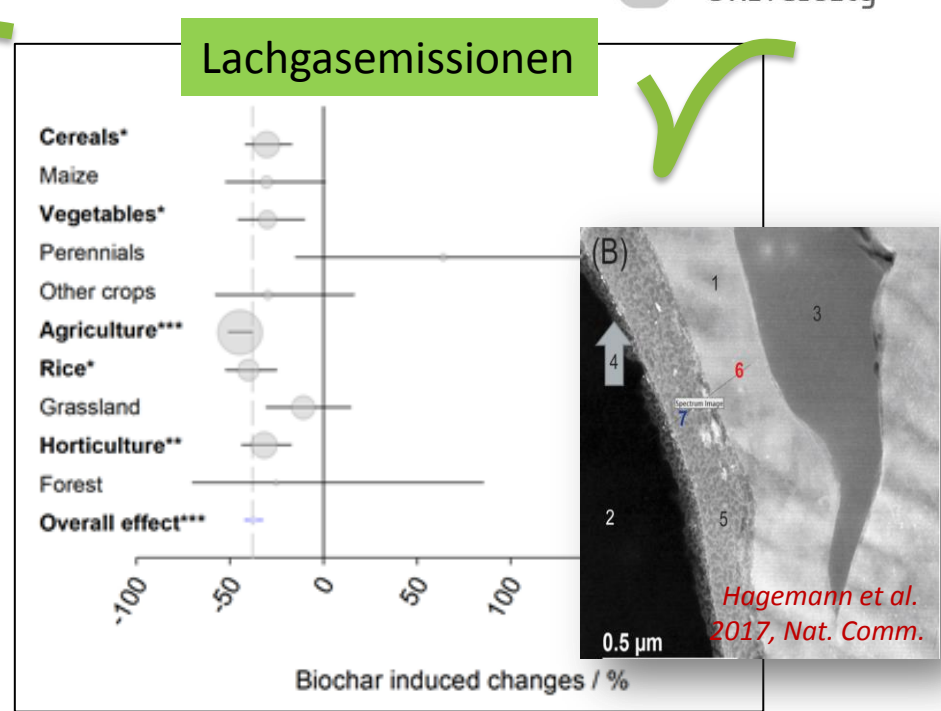 Lachgasemissionen
Cereals*
Maize
Vegetables*
Perennials
Other crops
Agriculture***
Rice*
Grassland
Horticulture**
Forest
Overall effect***
-100
-50
0
50
100
Biochar induced changes / %
(B)
1
3
4
6
Spectrum Image
7
2
5
Hagemann et al.
2017, Nat. Comm.
0.5 µm